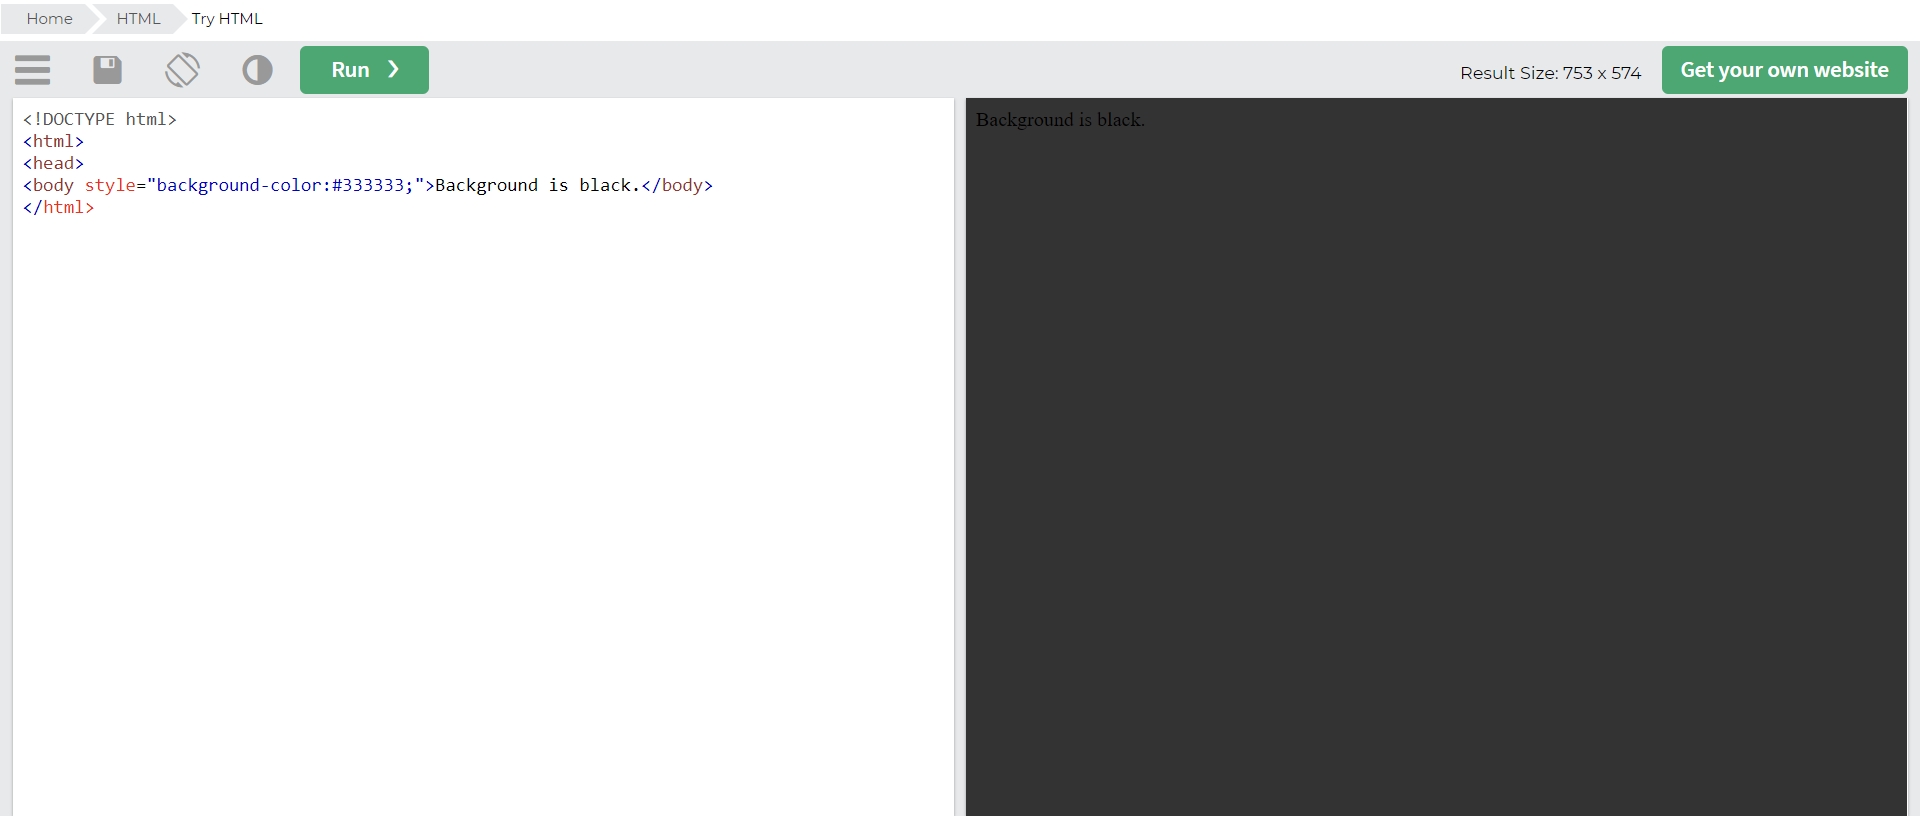 Home HTML Try HTML
Run ❯ Result Size: 753 x 574 Get your own website
<!DOCTYPE html>
<html>
<head>
<body style="background-color:#333333;">Background is black.</body>
</html>
Background is black.